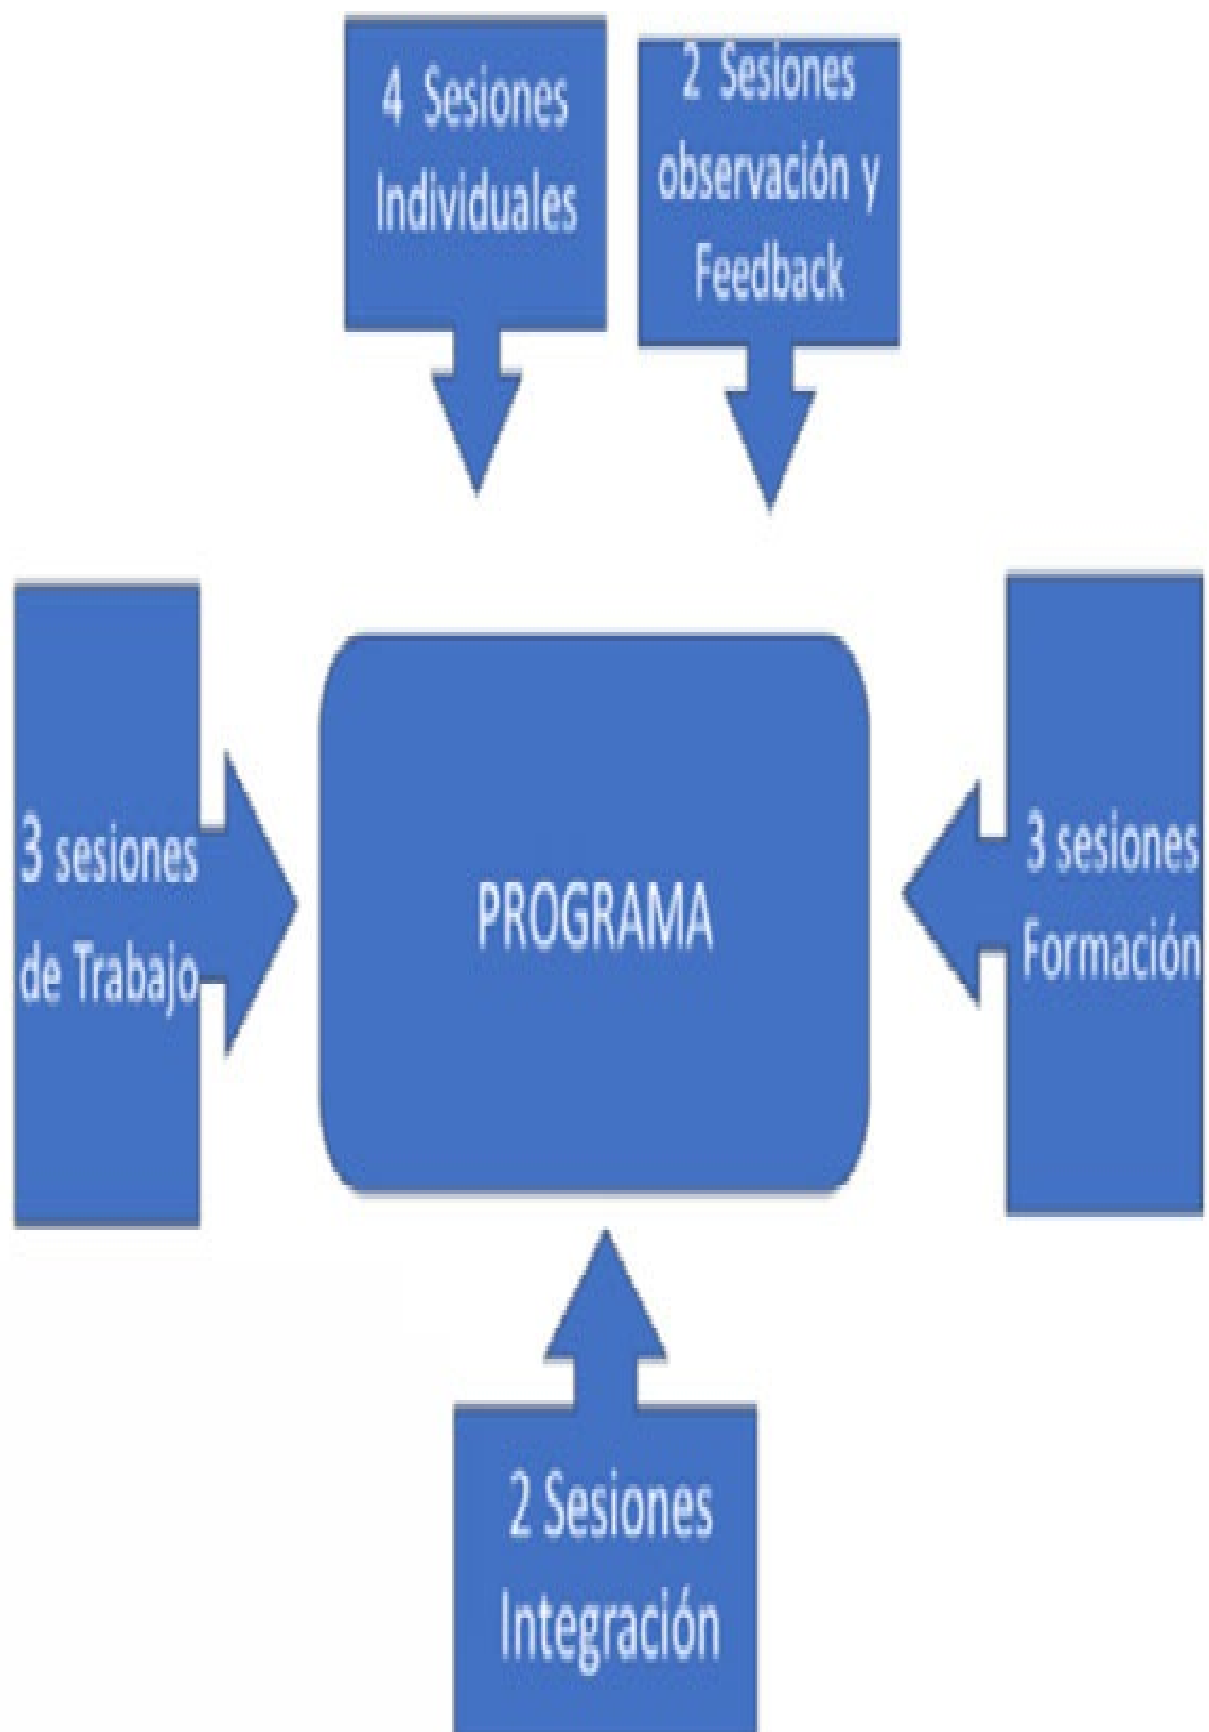 4 Sesiones
Individuales
2 Sesiones
observación y
Feedback
3 sesiones
de Trabajo
PROGRAMA
3 sesiones
Formación
2 Sesiones
Integración